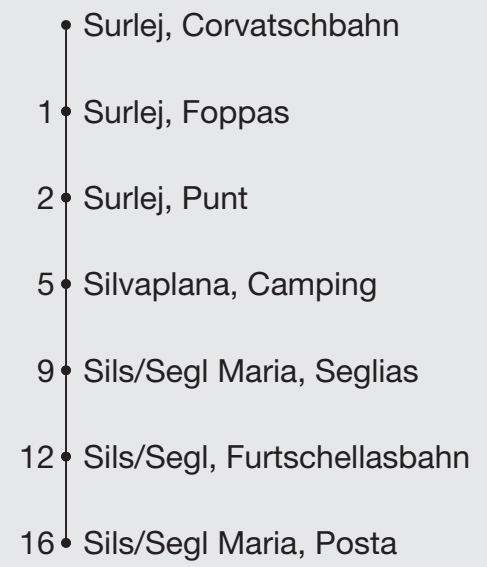 Surlej, Corvatschbahn
1 Surlej, Foppas
2 Surlej, Punt
5 Silvaplana, Camping
9 Sils/Segl Maria, Seglias
12 Sils/Segl, Furtschellasbahn
16 Sils/Segl Maria, Posta